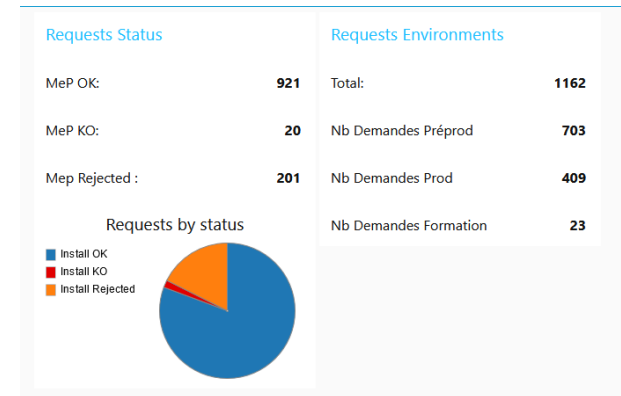 Requests Status
MeP OK: 921
MeP KO: 20
Mep Rejected : 201
Requests by status
Install OK
Install KO
Install Rejected
Requests Environments
Total: 1162
Nb Demandes Préprod 703
Nb Demandes Prod 409
Nb Demandes Formation 23